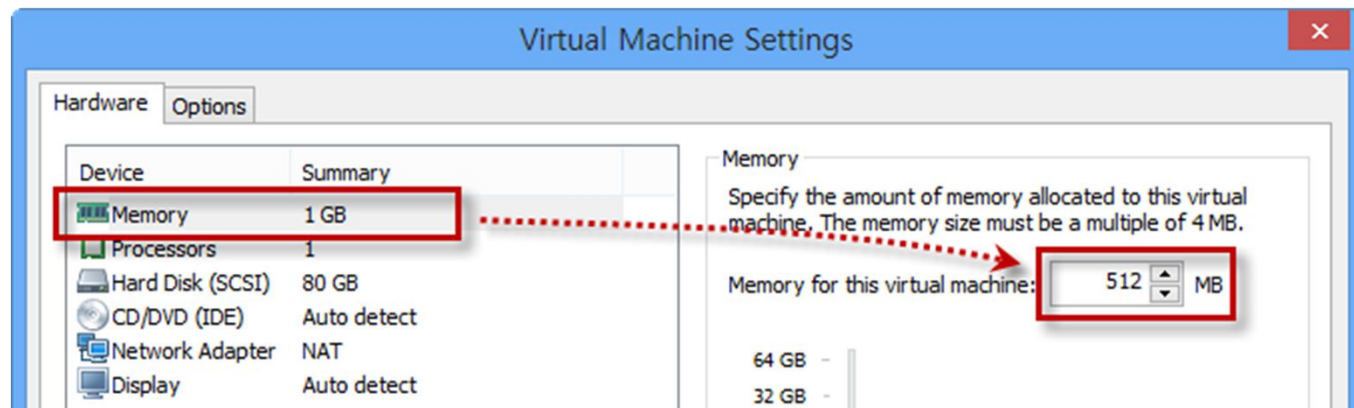 Virtual Machine Settings
Hardware Options
Device Summary
Memory 1 GB
Processors 1
Hard Disk (SCSI) 80 GB
CD/DVD (IDE) Auto detect
Network Adapter NAT
Display Auto detect
Memory
Specify the amount of memory allocated to this virtual
machine. The memory size must be a multiple of 4 MB.
Memory for this virtual machine: 512 MB
64 GB
32 GB